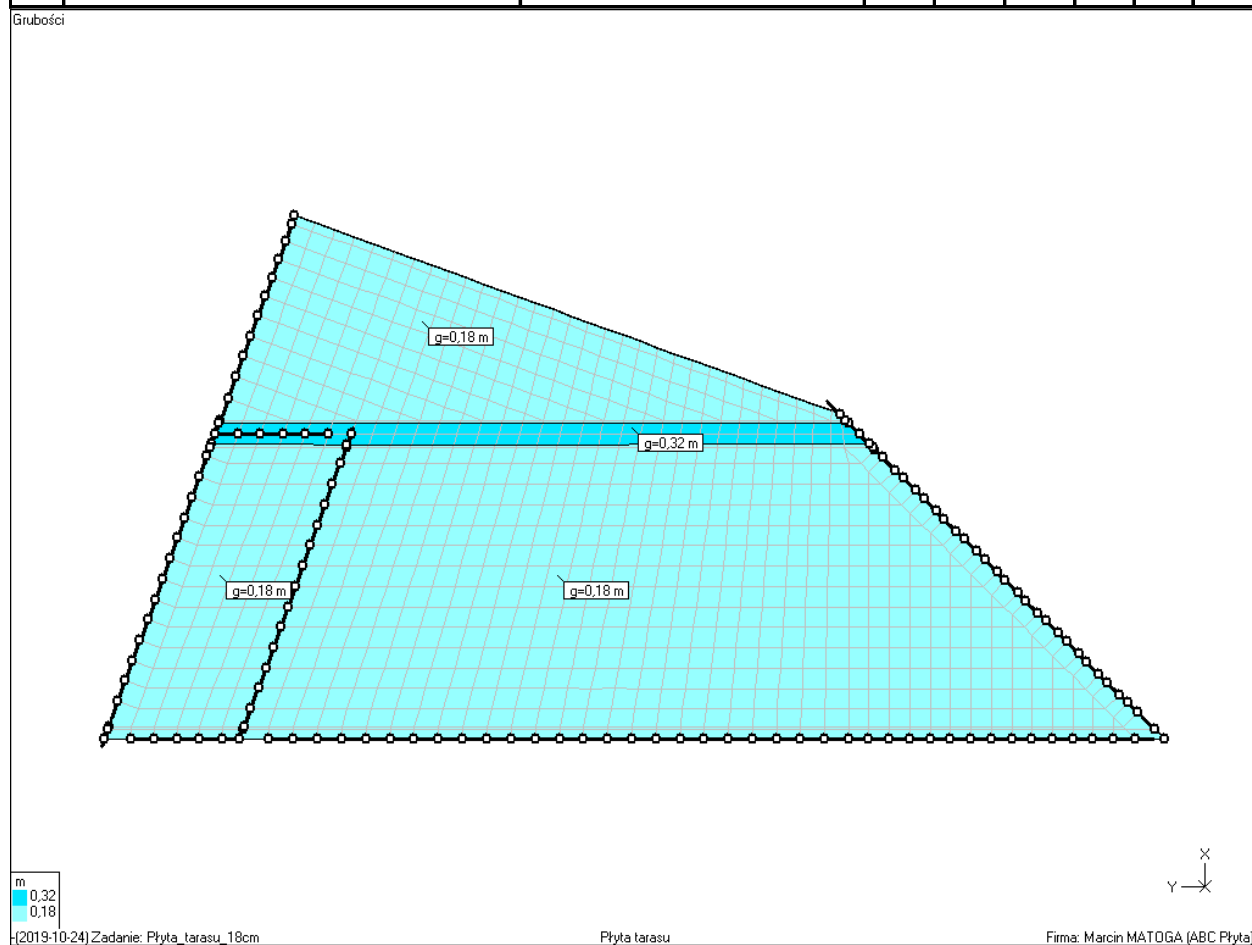 Grubości
g=0,18 m
g=0,32 m
g=0,18 m
g=0,18 m
X
Y
m
0,32
0,18
-(2019-10-24) Zadanie: Płyta_tarasu_18cm
Płyta tarasu
Firma: Marcin MATOGA (ABC Płyta)